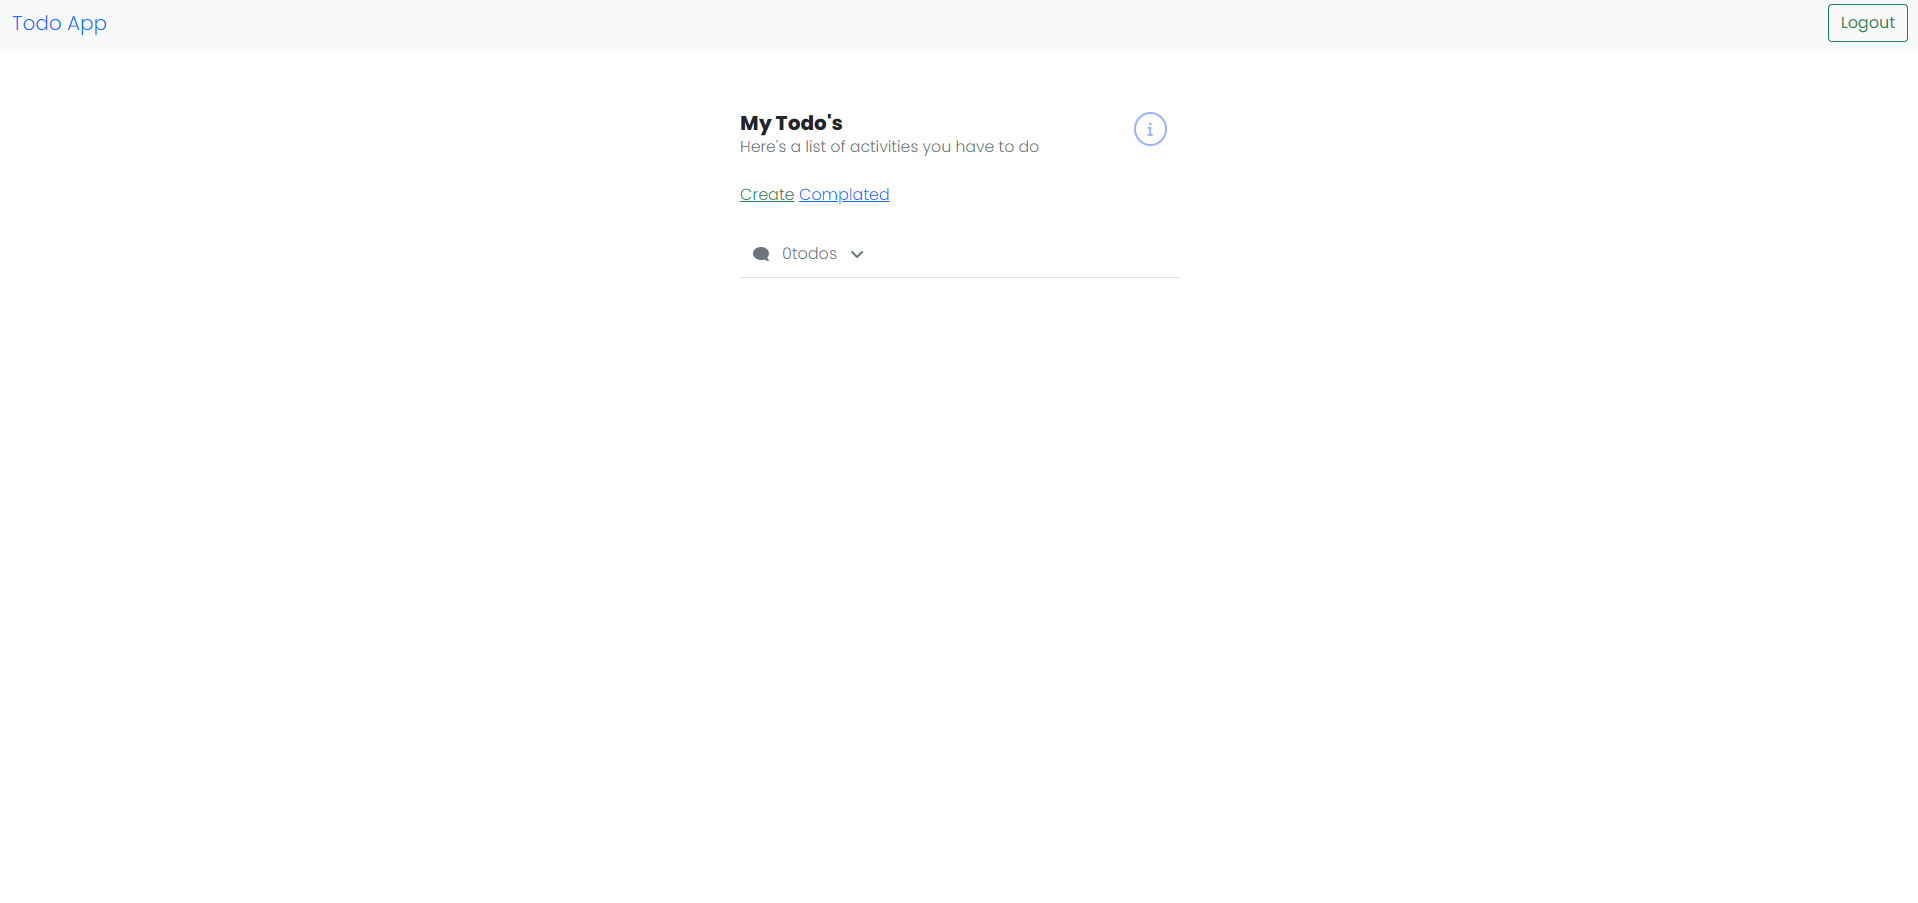 Todo App
Logout
My Todo's
Here's a list of activities you have to do
Create Complated
0todos